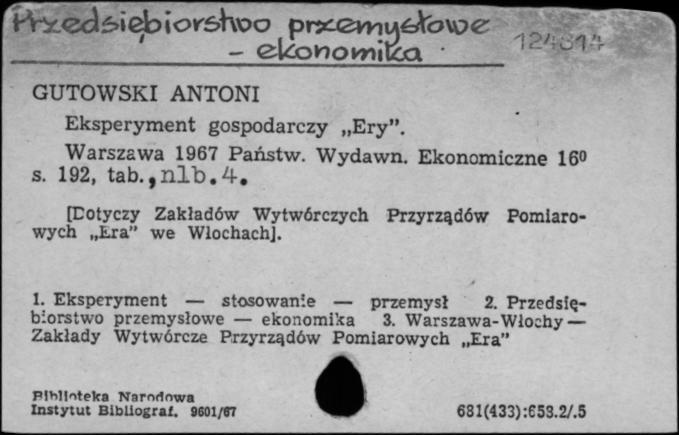 Przedsiębiorstwo przemysłowe
- ekonomika
124614
GUTOWSKI ANTONI
Eksperyment gospodarczy „Ery”.
Warszawa 1967 Państw. Wydawn. Ekonomiczne 16⁰
s. 192, tab., nlb. 4.
[Dotyczy Zakładów Wytwórczych Przyrządów Pomiaro-
wych „Era” we Włochach].
1. Eksperyment — stosowanie — przemysł 2. Przedsię-
biorstwo przemysłowe — ekonomika 3. Warszawa-Włochy —
Zakłady Wytwórcze Przyrządów Pomiarowych „Era”
Biblioteka Narodowa
Instytut Bibliograf. 9601/67
681(433):658.2/.5